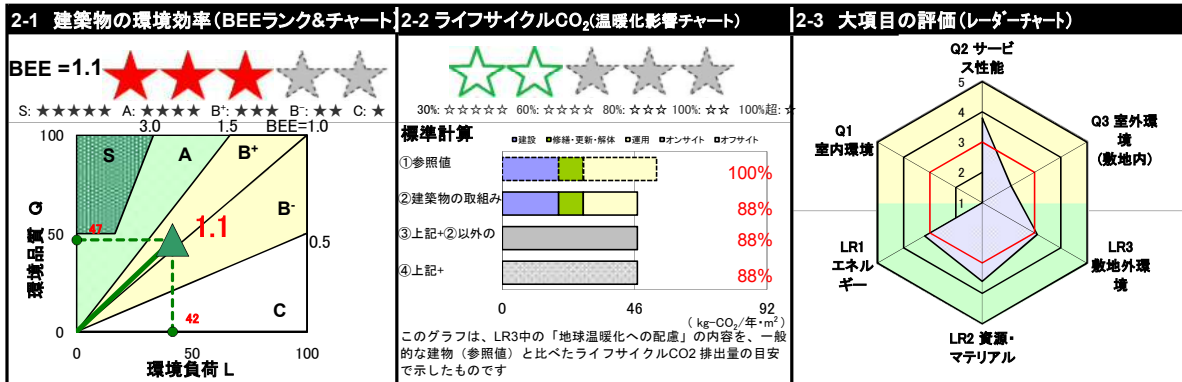 2-1 建築物の環境効率(BEEランク&チャート)
BEE =1.1
S: ★★★★★ A: ★★★★ B⁺: ★★★ B⁻: ★★ C: ★
3.0 1.5 BEE=1.0
100
S
A
B⁺
B⁻
0.5
C
50
47
1.1
42
0
環境品質 Q
0 50 100
環境負荷 L
2-2 ライフサイクルCO₂(温暖化影響チャート)
30%: ☆☆☆☆☆ 60%: ☆☆☆☆ 80%: ☆☆☆ 100%: ☆☆ 100%超: ☆
標準計算
■建設 ■修繕・更新・解体 □運用 □オンサイト □オフサイト
①参照値 100%
②建築物の取組み 88%
③上記+②以外の 88%
④上記+ 88%
0 46 92
( kg-CO₂/年・m²)
このグラフは、LR3中の「地球温暖化への配慮」の内容を、一般
的な建物(参照値)と比べたライフサイクルCO2 排出量の目安
で示したものです
2-3 大項目の評価(レーダーチャート)
Q2 サービ
ス性能
Q1
室内環境
Q3 室外環
境
(敷地内)
5
4
3
2
1
LR1
エネル
ギー
LR3
敷地外環
境
LR2 資源・
マテリアル